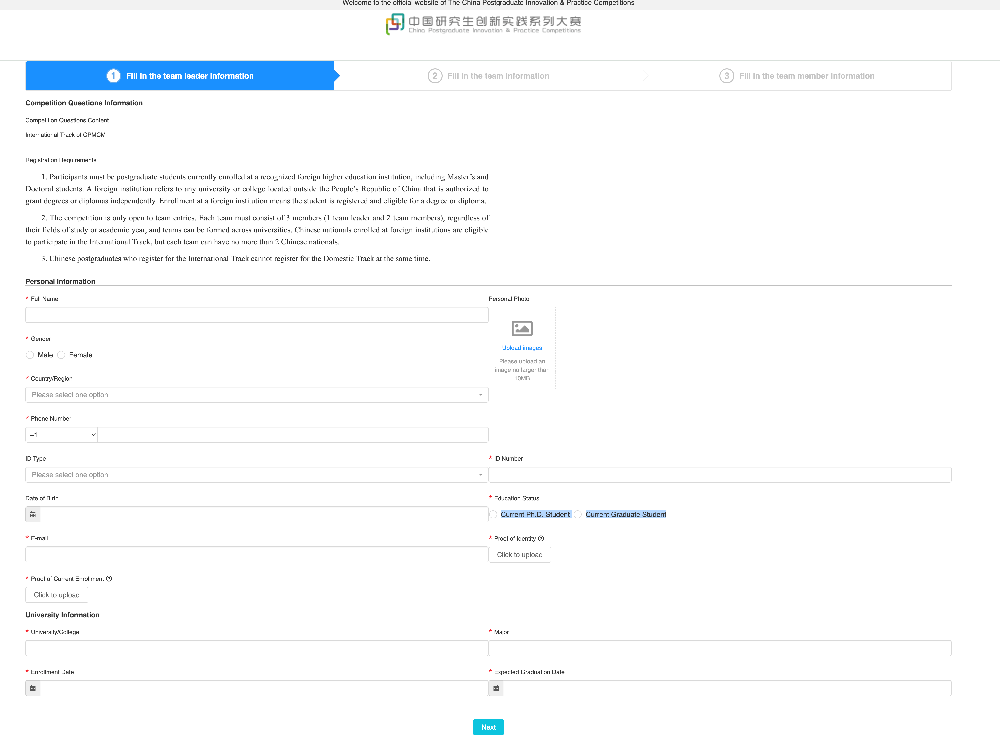 Welcome to the official website of The China Postgraduate Innovation & Practice Competitions
中国研究生创新实践系列大赛
China Postgraduate Innovation & Practice Competitions
1 Fill in the team leader information
2 Fill in the team information
3 Fill in the team member information
Competition Questions Information
Competition Questions Content
International Track of CPMCM
Registration Requirements
1. Participants must be postgraduate students currently enrolled at a recognized foreign higher education institution, including Master’s and
Doctoral students. A foreign institution refers to any university or college located outside the People’s Republic of China that is authorized to
grant degrees or diplomas independently. Enrollment at a foreign institution means the student is registered and eligible for a degree or diploma.
2. The competition is only open to team entries. Each team must consist of 3 members (1 team leader and 2 team members), regardless of
their fields of study or academic year, and teams can be formed across universities. Chinese nationals enrolled at foreign institutions are eligible
to participate in the International Track, but each team can have no more than 2 Chinese nationals.
3. Chinese postgraduates who register for the International Track cannot register for the Domestic Track at the same time.
Personal Information
* Full Name
Personal Photo
Upload images
Please upload an
image no larger than
10MB
* Gender
Male Female
* Country/Region
Please select one option
* Phone Number
+1
ID Type
Please select one option
* ID Number
Date of Birth
* Education Status
Current Ph.D. Student Current Graduate Student
* E-mail
* Proof of Identity ?
Click to upload
* Proof of Current Enrollment ?
Click to upload
University Information
* University/College
* Major
* Enrollment Date
* Expected Graduation Date
Next